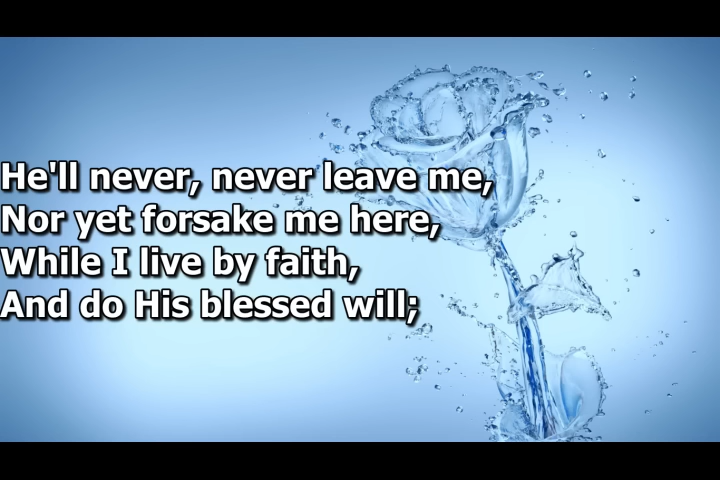 He'll never, never leave me,
Nor yet forsake me here,
While I live by faith,
And do His blessed will;